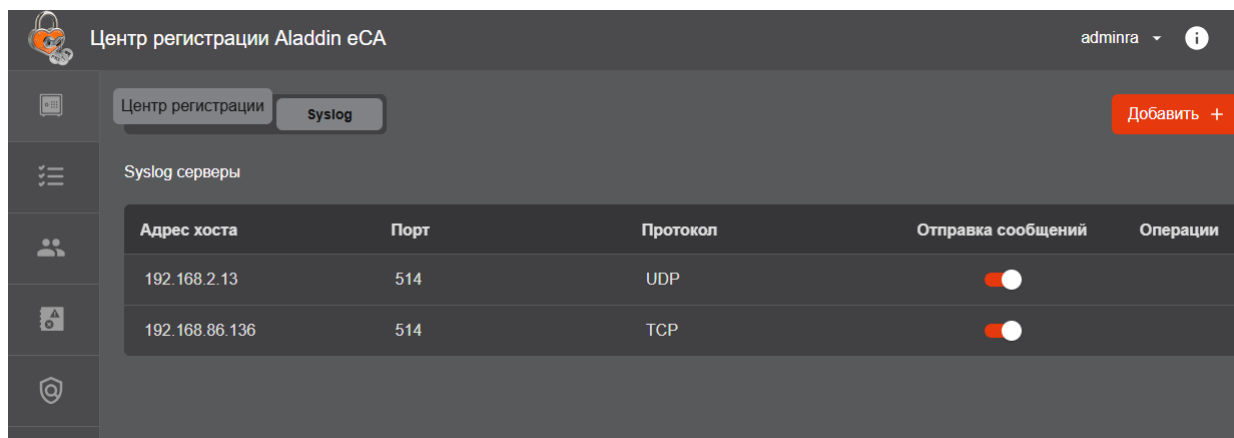 Центр регистрации Aladdin eCA
adminra
Центр регистрации
Syslog
Добавить +
Syslog серверы
Адрес хоста Порт Протокол Отправка сообщений Операции
192.168.2.13 514 UDP
192.168.86.136 514 TCP